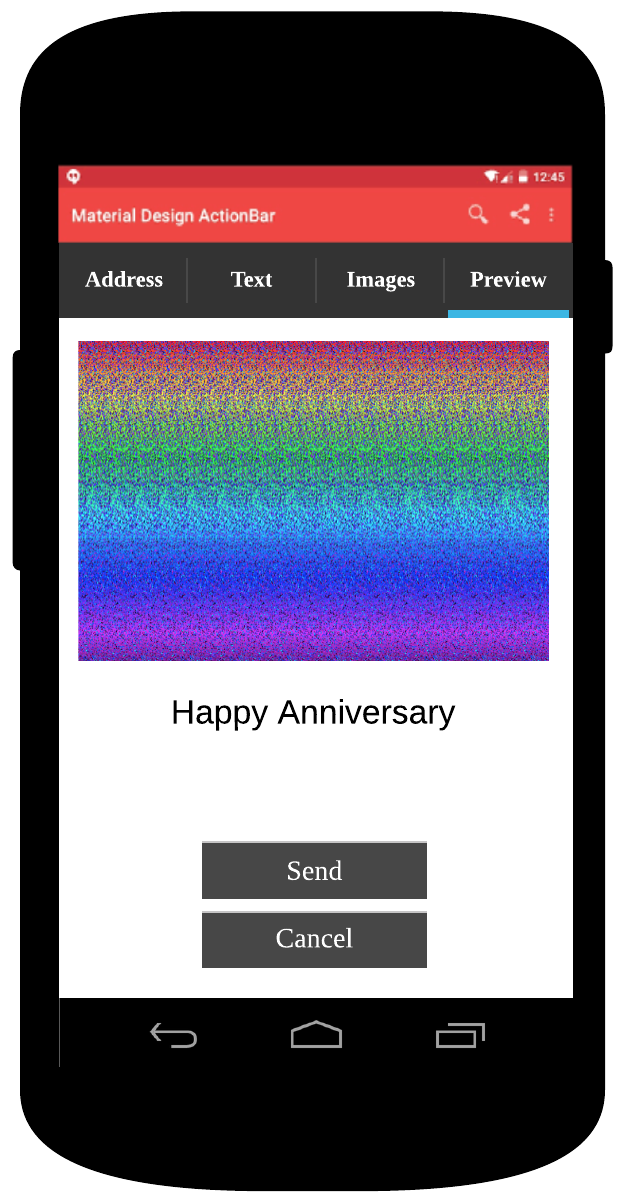 12:45
Material Design ActionBar
Address Text Images Preview
Happy Anniversary
Send
Cancel